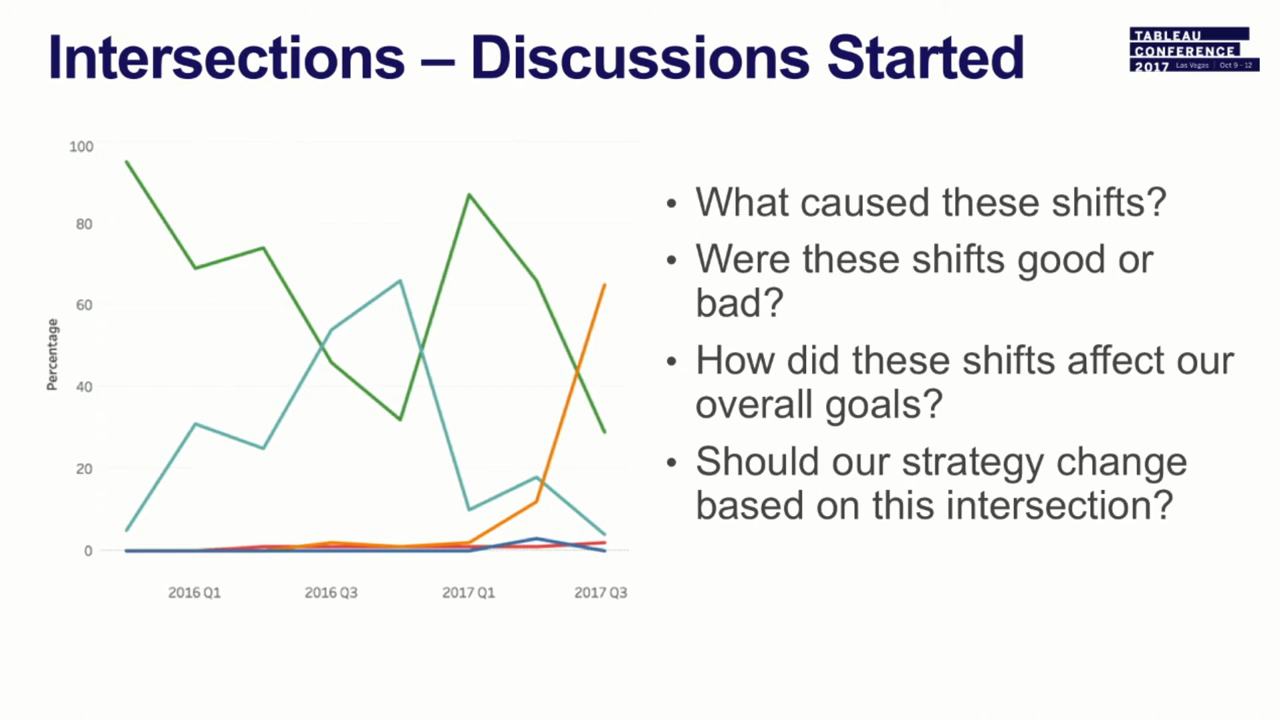 Intersections – Discussions Started
TABLEAU
CONFERENCE
2017 Las Vegas | Oct 9 - 12
100
80
60
40
20
0
Percentage
2016 Q1
2016 Q3
2017 Q1
2017 Q3
• What caused these shifts?
• Were these shifts good or
bad?
• How did these shifts affect our
overall goals?
• Should our strategy change
based on this intersection?